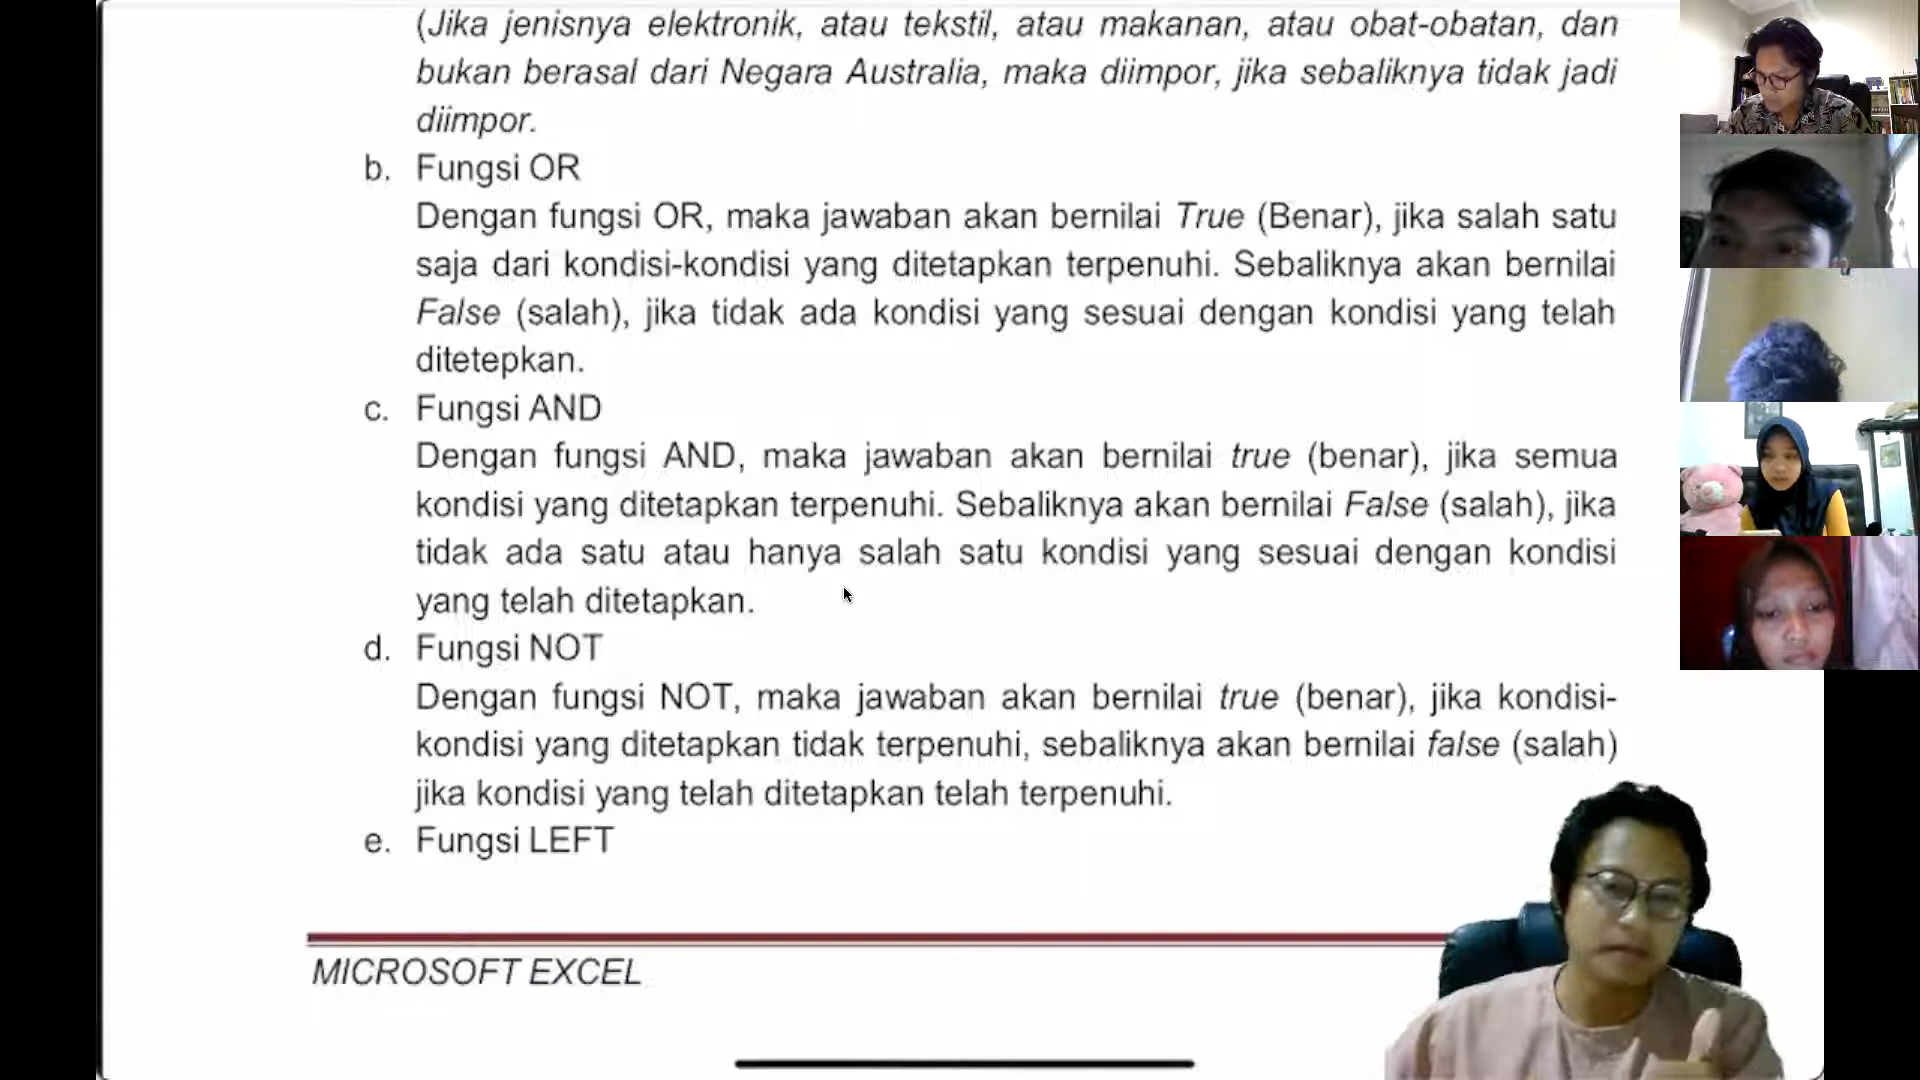 (Jika jenisnya elektronik, atau tekstil, atau makanan, atau obat-obatan, dan
bukan berasal dari Negara Australia, maka diimpor, jika sebaliknya tidak jadi
diimpor.
b. Fungsi OR
Dengan fungsi OR, maka jawaban akan bernilai True (Benar), jika salah satu
saja dari kondisi-kondisi yang ditetapkan terpenuhi. Sebaliknya akan bernilai
False (salah), jika tidak ada kondisi yang sesuai dengan kondisi yang telah
ditetepkan.
c. Fungsi AND
Dengan fungsi AND, maka jawaban akan bernilai true (benar), jika semua
kondisi yang ditetapkan terpenuhi. Sebaliknya akan bernilai False (salah), jika
tidak ada satu atau hanya salah satu kondisi yang sesuai dengan kondisi
yang telah ditetapkan.
d. Fungsi NOT
Dengan fungsi NOT, maka jawaban akan bernilai true (benar), jika kondisi-
kondisi yang ditetapkan tidak terpenuhi, sebaliknya akan bernilai false (salah)
jika kondisi yang telah ditetapkan telah terpenuhi.
e. Fungsi LEFT
MICROSOFT EXCEL